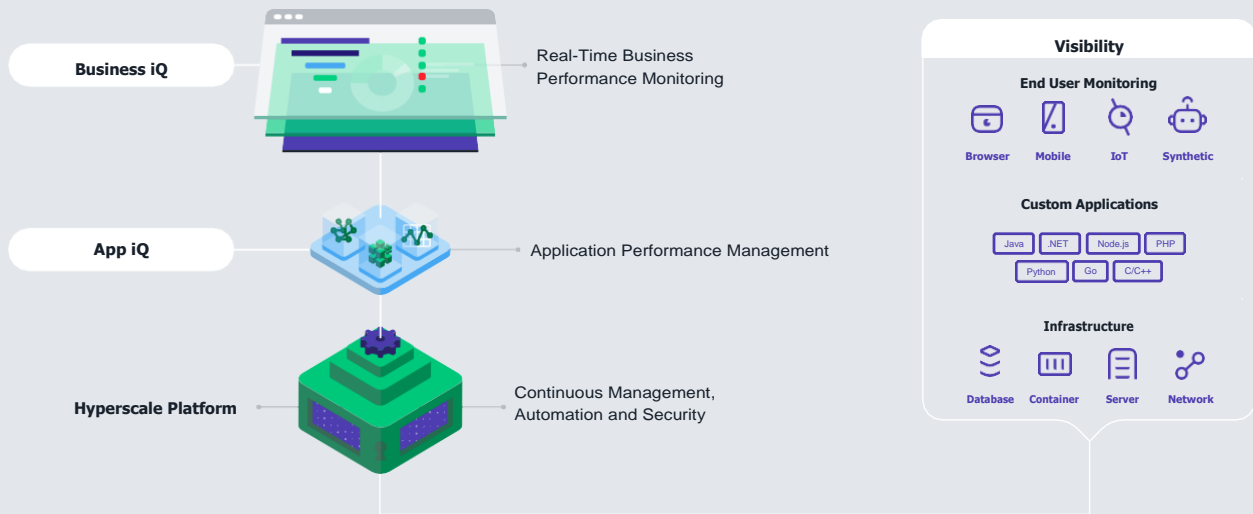 Business iQ
Real-Time Business
Performance Monitoring
App iQ
Application Performance Management
Hyperscale Platform
Continuous Management,
Automation and Security
Visibility
End User Monitoring
Browser Mobile IoT Synthetic
Custom Applications
Java .NET Node.js PHP
Python Go C/C++
Infrastructure
Database Container Server Network